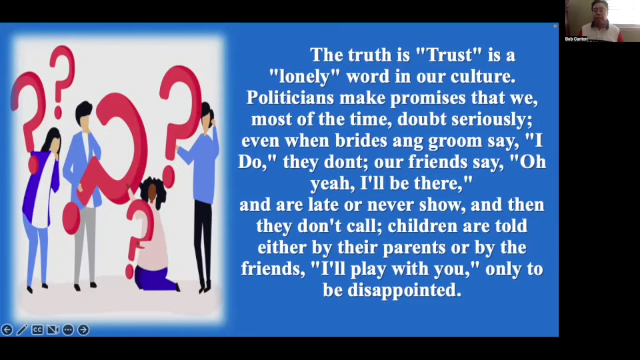 The truth is "Trust" is a
"lonely" word in our culture.
Politicians make promises that we,
most of the time, doubt seriously;
even when brides ang groom say, "I
Do," they dont; our friends say, "Oh
yeah, I'll be there,"
and are late or never show, and then
they don't call; children are told
either by their parents or by the
friends, "I'll play with you," only to
be disappointed.
CC